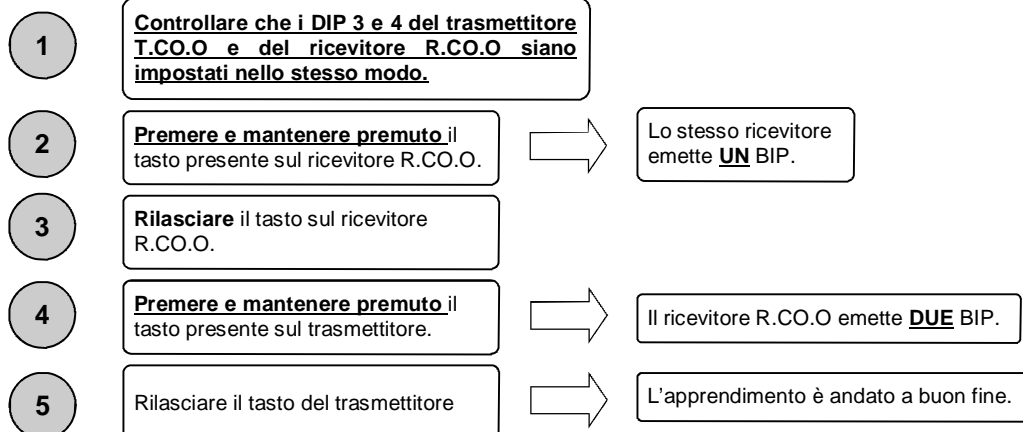 1
Controllare che i DIP 3 e 4 del trasmettitore
T.CO.O e del ricevitore R.CO.O siano
impostati nello stesso modo.
2
Premere e mantenere premuto il
tasto presente sul ricevitore R.CO.O.
Lo stesso ricevitore
emette UN BIP.
3
Rilasciare il tasto sul ricevitore
R.CO.O.
4
Premere e mantenere premuto il
tasto presente sul trasmettitore.
Il ricevitore R.CO.O emette DUE BIP.
5
Rilasciare il tasto del trasmettitore
L'apprendimento è andato a buon fine.